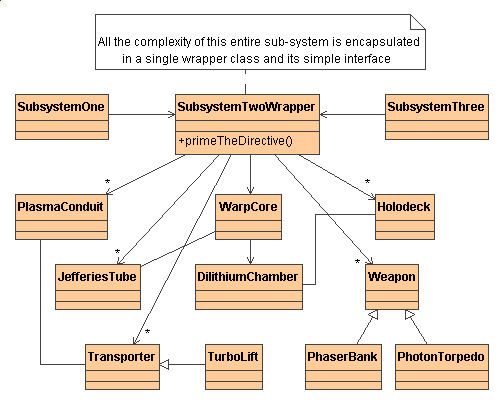 All the complexity of this entire sub-system is encapsulated
in a single wrapper class and its simple interface
SubsystemOne
SubsystemTwoWrapper
SubsystemThree
+primeTheDirective()
*
*
PlasmaConduit
WarpCore
Holodeck
*
*
JefferiesTube
DilithiumChamber
Weapon
*
Transporter
TurboLift
PhaserBank
PhotonTorpedo